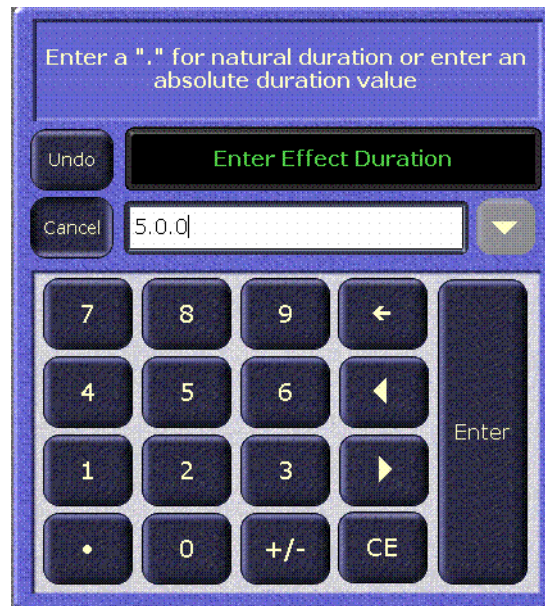 Enter a "." for natural duration or enter an
absolute duration value
Undo
Enter Effect Duration
Cancel
5.0.0
7 8 9 ←
4 5 6 ◀
Enter
1 2 3 ▶
• 0 +/- CE